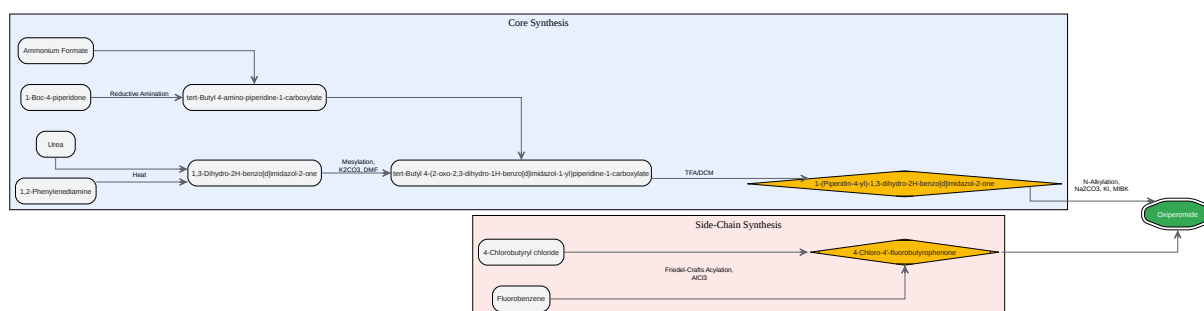 Core Synthesis
Ammonium Formate
1-Boc-4-piperidone
Reductive Amination
tert-Butyl 4-amino-piperidine-1-carboxylate
Urea
1,2-Phenylenediamine
Heat
1,3-Dihydro-2H-benzo[d]imidazol-2-one
Mesylation,
K2CO3, DMF
tert-Butyl 4-(2-oxo-2,3-dihydro-1H-benzo[d]imidazol-1-yl)piperidine-1-carboxylate
TFA/DCM
1-(Piperidin-4-yl)-1,3-dihydro-2H-benzo[d]imidazol-2-one
N-Alkylation,
Na2CO3, KI, MIBK
Oxiperomide
Side-Chain Synthesis
4-Chlorobutyryl chloride
Friedel-Crafts Acylation,
AlCl3
4-Chloro-4'-fluorobutyrophenone
Fluorobenzene